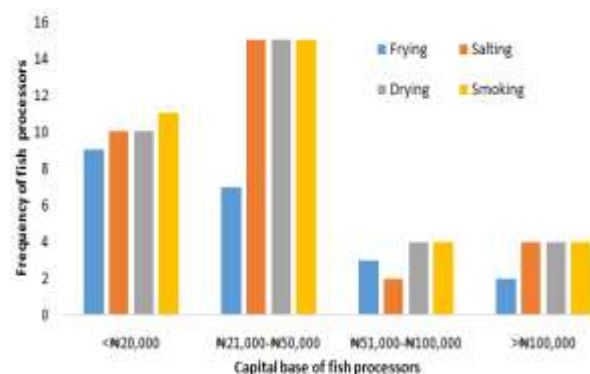 16
14
12
10
8
6
4
2
0
Frequency of fish processors
Frying
Salting
Drying
Smoking
<₦20,000
₦21,000-₦50,000
₦51,000-₦100,000
>₦100,000
Capital base of fish processors